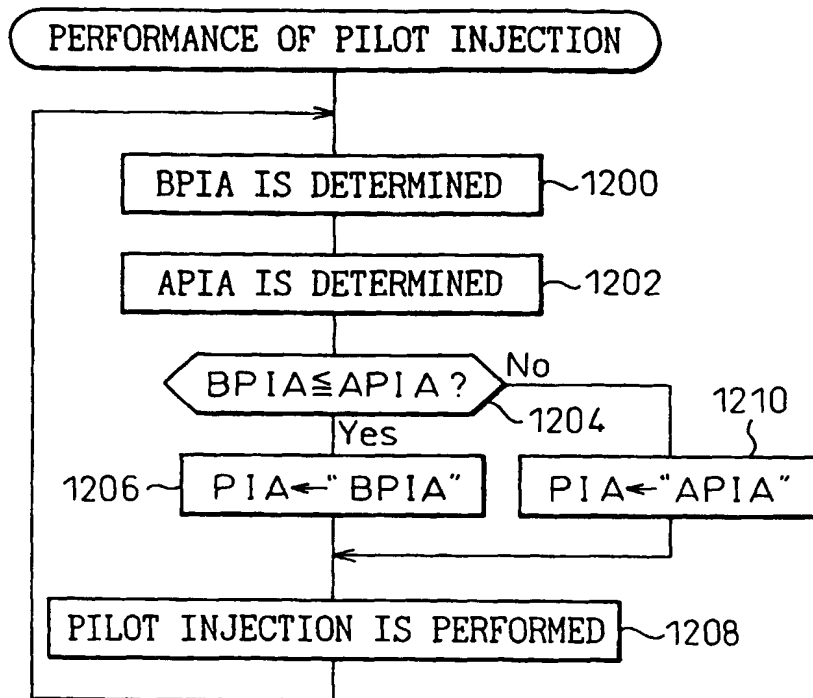 PERFORMANCE OF PILOT INJECTION
BPIA IS DETERMINED
1200
APIA IS DETERMINED
1202
BPIA≦APIA?
No
1204
Yes
1210
1206
PIA←"BPIA"
PIA←"APIA"
PILOT INJECTION IS PERFORMED
1208